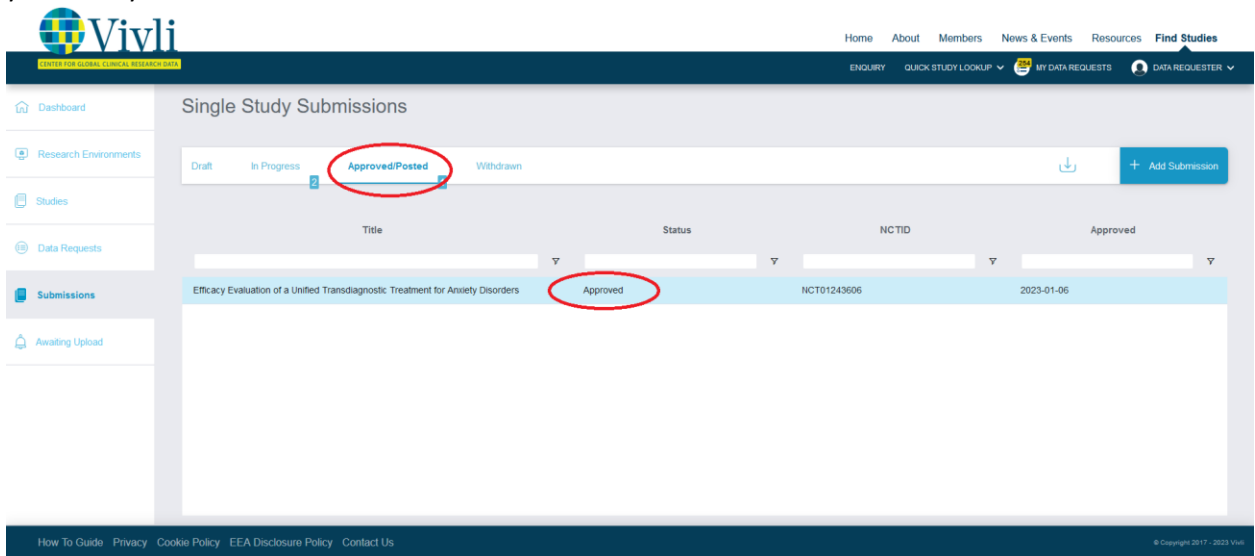 Vivli
CENTER FOR GLOBAL CLINICAL RESEARCH DATA
Home About Members News & Events Resources Find Studies
ENQUIRY QUICK STUDY LOOKUP 254 MY DATA REQUESTS DATA REQUESTER
Dashboard
Research Environments
Studies
Data Requests
Submissions
Awaiting Upload
Single Study Submissions
Draft In Progress 2 Approved/Posted Withdrawn
+ Add Submission
Title Status NCTID Approved
Efficacy Evaluation of a Unified Transdiagnostic Treatment for Anxiety Disorders Approved NCT01243606 2023-01-06
How To Guide Privacy Cookie Policy EEA Disclosure Policy Contact Us
© Copyright 2017 - 2023 Vivli